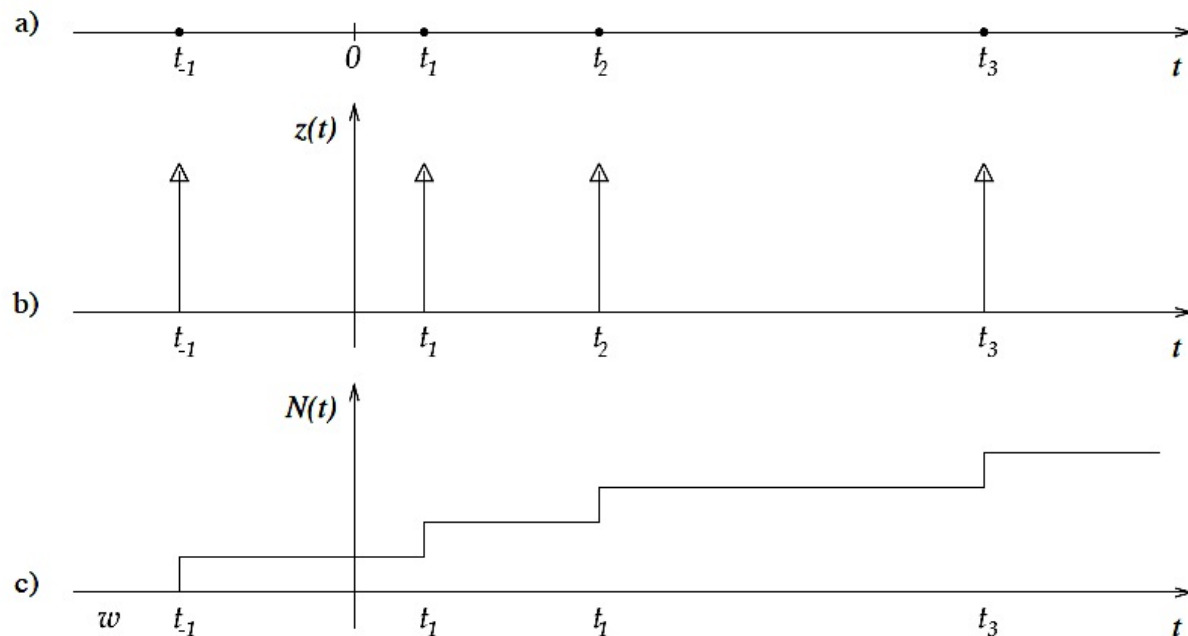 a)
t₋₁ 0 t₁ t₂ t₃ t
z(t)
b)
t₋₁ t₁ t₂ t₃ t
N(t)
c)
w t₋₁ t₁ t₁ t₃ t